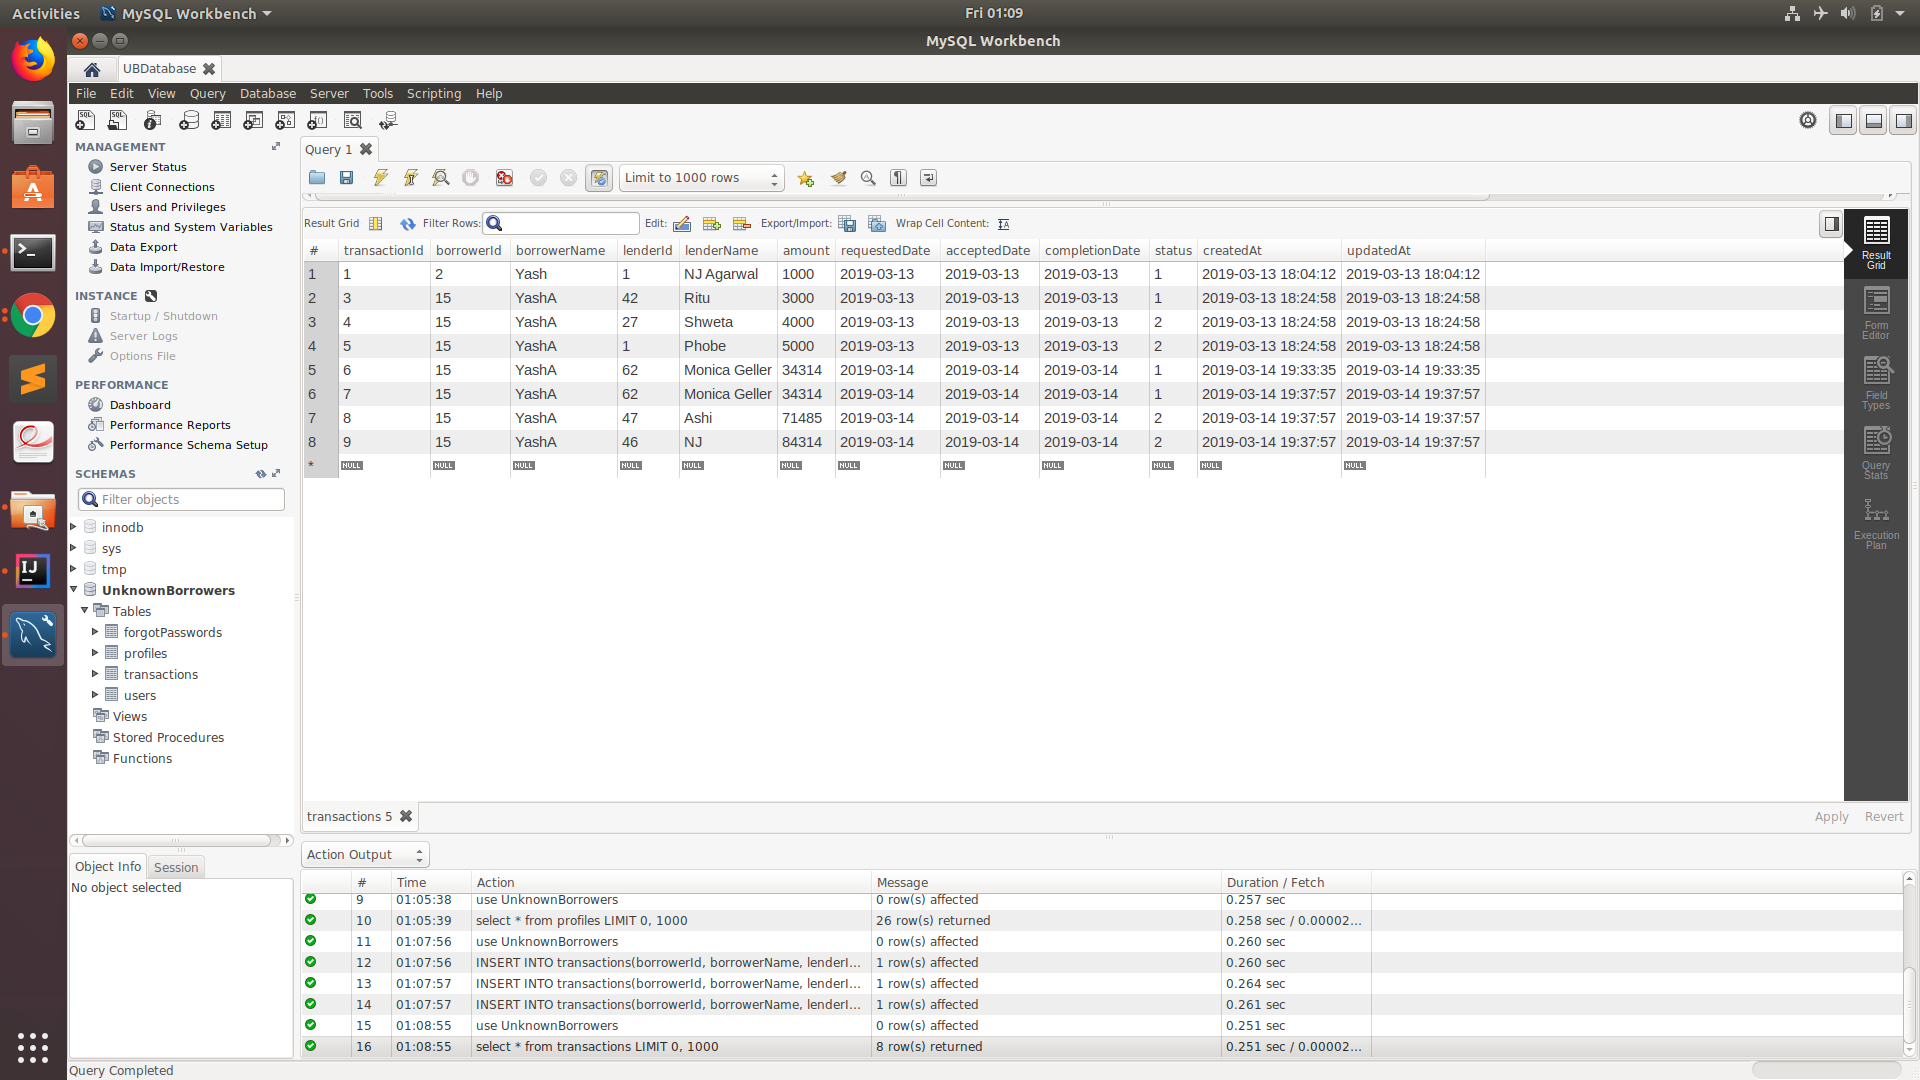 Activities MySQL Workbench Fri 01:09
MySQL Workbench
UBDatabase
File Edit View Query Database Server Tools Scripting Help
MANAGEMENT
Server Status
Client Connections
Users and Privileges
Status and System Variables
Data Export
Data Import/Restore
INSTANCE
Startup / Shutdown
Server Logs
Options File
PERFORMANCE
Dashboard
Performance Reports
Performance Schema Setup
SCHEMAS
Filter objects
innodb
sys
tmp
UnknownBorrowers
Tables
forgotPasswords
profiles
transactions
users
Views
Stored Procedures
Functions
Object Info Session
No object selected
Query 1
Limit to 1000 rows
Result Grid Filter Rows: Edit: Export/Import: Wrap Cell Content:
# transactionId borrowerId borrowerName lenderId lenderName amount requestedDate acceptedDate completionDate status createdAt updatedAt
1 1 2 Yash 1 NJ Agarwal 1000 2019-03-13 2019-03-13 2019-03-13 1 2019-03-13 18:04:12 2019-03-13 18:04:12
2 3 15 YashA 42 Ritu 3000 2019-03-13 2019-03-13 2019-03-13 1 2019-03-13 18:24:58 2019-03-13 18:24:58
3 4 15 YashA 27 Shweta 4000 2019-03-13 2019-03-13 2019-03-13 2 2019-03-13 18:24:58 2019-03-13 18:24:58
4 5 15 YashA 1 Phobe 5000 2019-03-13 2019-03-13 2019-03-13 2 2019-03-13 18:24:58 2019-03-13 18:24:58
5 6 15 YashA 62 Monica Geller 34314 2019-03-14 2019-03-14 2019-03-14 1 2019-03-14 19:33:35 2019-03-14 19:33:35
6 7 15 YashA 62 Monica Geller 34314 2019-03-14 2019-03-14 2019-03-14 1 2019-03-14 19:37:57 2019-03-14 19:37:57
7 8 15 YashA 47 Ashi 71485 2019-03-14 2019-03-14 2019-03-14 2 2019-03-14 19:37:57 2019-03-14 19:37:57
8 9 15 YashA 46 NJ 84314 2019-03-14 2019-03-14 2019-03-14 2 2019-03-14 19:37:57 2019-03-14 19:37:57
* NULL NULL NULL NULL NULL NULL NULL NULL NULL NULL NULL NULL
Result
Grid
Form
Editor
Field
Types
Query
Stats
Execution
Plan
transactions 5 Apply Revert
Action Output
# Time Action Message Duration / Fetch
9 01:05:38 use UnknownBorrowers 0 row(s) affected 0.257 sec
10 01:05:39 select * from profiles LIMIT 0, 1000 26 row(s) returned 0.258 sec / 0.00002...
11 01:07:56 use UnknownBorrowers 0 row(s) affected 0.260 sec
12 01:07:56 INSERT INTO transactions(borrowerId, borrowerName, lenderI... 1 row(s) affected 0.260 sec
13 01:07:57 INSERT INTO transactions(borrowerId, borrowerName, lenderI... 1 row(s) affected 0.264 sec
14 01:07:57 INSERT INTO transactions(borrowerId, borrowerName, lenderI... 1 row(s) affected 0.261 sec
15 01:08:55 use UnknownBorrowers 0 row(s) affected 0.251 sec
16 01:08:55 select * from transactions LIMIT 0, 1000 8 row(s) returned 0.251 sec / 0.00002...
Query Completed